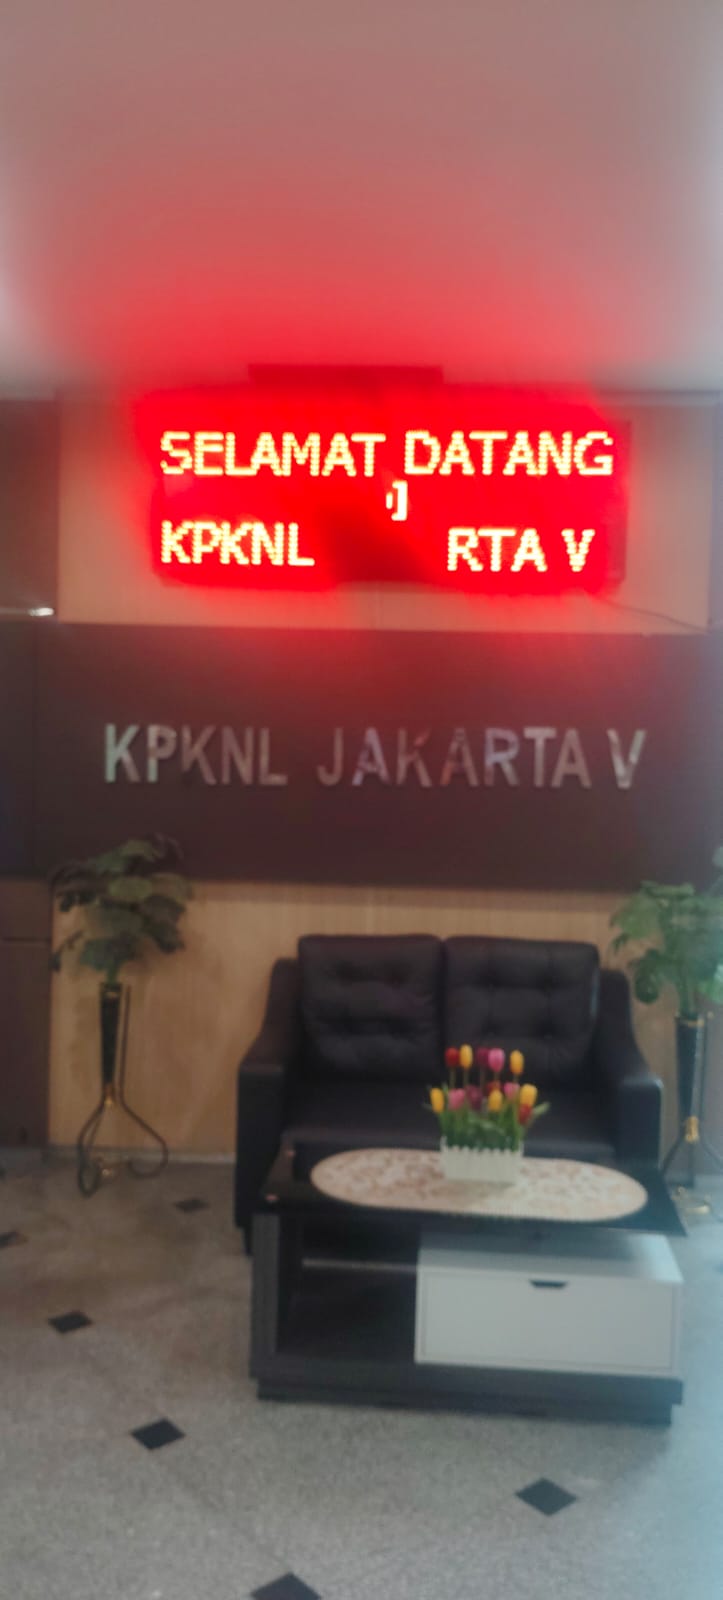 SELAMAT DATANG
KPKNL RTA V
KPKNL JAKARTA V